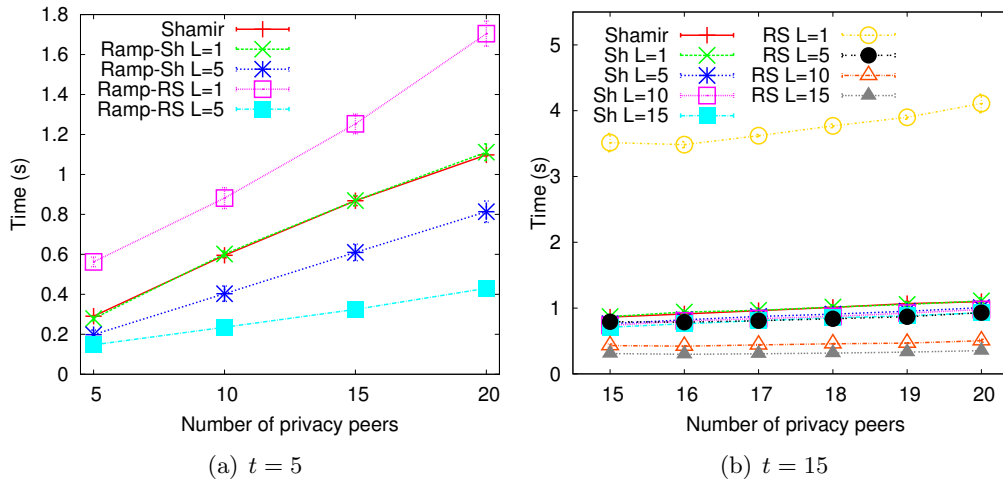 1.8
1.6
1.4
1.2
1
0.8
0.6
0.4
0.2
0
Time (s)
Shamir
Ramp-Sh L=1
Ramp-Sh L=5
Ramp-RS L=1
Ramp-RS L=5
5 10 15 20
Number of privacy peers
(a) t = 5
5
4
3
2
1
0
Time (s)
Shamir
Sh L=1
Sh L=5
Sh L=10
Sh L=15
RS L=1
RS L=5
RS L=10
RS L=15
15 16 17 18 19 20
Number of privacy peers
(b) t = 15